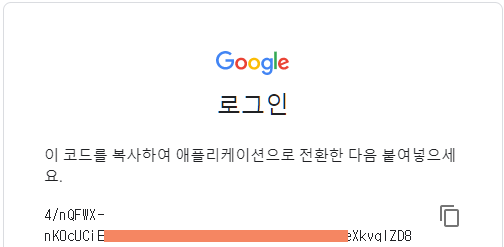 Google
로그인
이 코드를 복사하여 애플리케이션으로 전환한 다음 붙여넣으세
요.
4/nQFWX-
nKOcUCiE eXkvglZD8